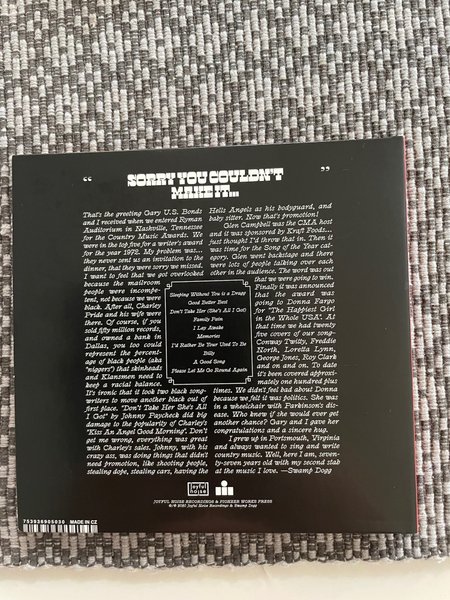 “ SORRY YOU COULDN'T ”
MAKE IT...
That's the greeting Gary U.S. Bonds
and I received when we entered Ryman
Auditorium in Nashville, Tennessee
for the Country Music Awards. We
were in the top five for a writer's award
for the year 1972. My problem was...
they never sent us an invitation to the
dinner, that they were sorry we missed.
I want to feel that we got overlooked
because the mailroom
people were incompe-
tent, not because we were
black. After all, Charley
Pride and his wife were
there. Of course, if you
sold fifty million records,
and owned a bank in
Dallas, you too could
represent the percent-
age of black people (aka
"niggers") that skinheads
and Klansmen need to
keep a racial balance.
It's ironic that it took two black song-
writers to move another black out of
first place. 'Don't Take Her She's All
I Got' by Johnny Paycheck did big
damage to the popularity of Charley's
'Kiss An Angel Good Morning'. Don't
get me wrong, everything was great
with Charley's sales. Johnny, with his
crazy ass, was doing things that didn't
need promotion, like shooting people,
stealing dope, stealing cars, having the
Sleeping Without You is a Dragg
Good Better Best
Don't Take Her (She's All I Got)
Family Pain
I Lay Awake
Memories
I'd Rather Be Your Used To Be
Billy
A Good Song
Please Let Me Go Round Again
Hells Angels as his bodyguard, and
baby sitter. Now that's promotion!
Glen Campbell was the CMA host
and it was sponsored by Kraft Foods...
just thought I'd throw that in. Then it
was time for the Song of the Year cat-
egory. Glen went backstage and there
were lots of people talking over each
other in the audience. The word was out
that we were going to win.
Finally it was announced
that the award was
going to Donna Fargo
for "The Happiest Girl
in the Whole USA". At
that time we had twenty
five covers of our song-
Conway Twitty, Freddie
North, Loretta Lynn,
George Jones, Roy Clark
and on and on. To date
it's been covered approx-
imately one hundred plus
times. We didn't feel bad about Donna
because we felt it was politics. She was
in a wheelchair with Parkinson's dis-
ease. Who knew if she would ever get
another chance? Gary and I gave her
congratulations and a sincere hug.
I grew up in Portsmouth, Virginia
and always wanted to sing and write
country music. Well, here I am, seven-
ty-seven years old with my second stab
at the music I love. —Swamp Dogg
joyful
noise
JOYFUL NOISE RECORDINGS & PIONEER WORKS PRESS
©/℗ 2020 Joyful Noise Recordings & Swamp Dogg
753936905030 MADE IN CZ